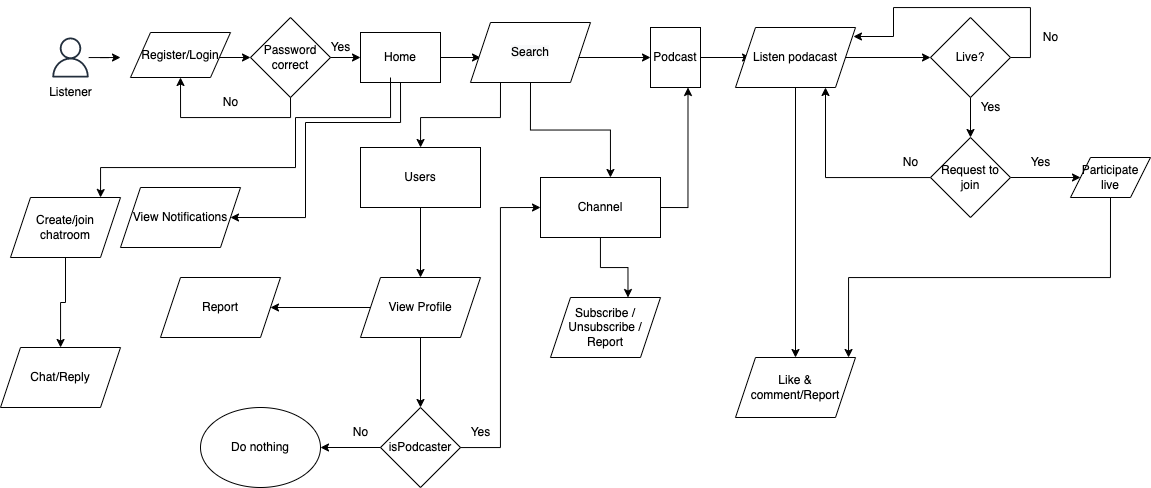 Listener
Register/Login
Password
correct
Yes
No
Home
Search
Podcast
Listen podacast
Live?
No
Yes
Request to
join
No
Yes
Participate
live
Users
Channel
Create/join
chatroom
View Notifications
Report
View Profile
Subscribe /
Unsubscribe /
Report
Chat/Reply
Like &
comment/Report
Do nothing
No
isPodcaster
Yes